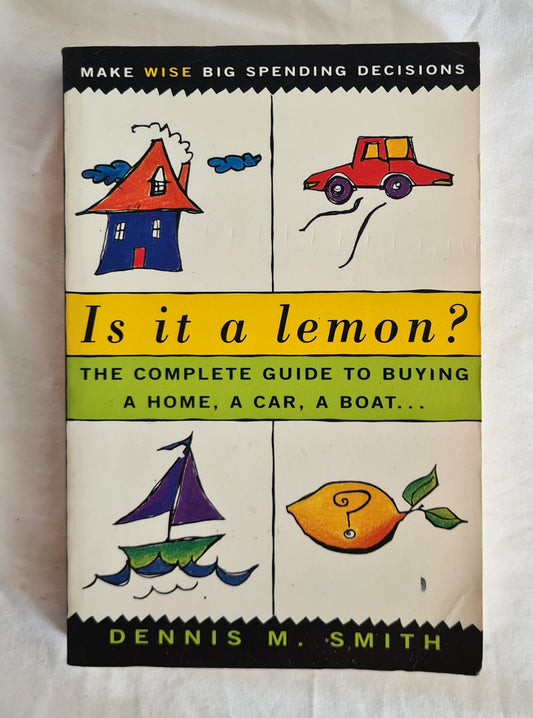 MAKE WISE BIG SPENDING DECISIONS
Is it a lemon?
THE COMPLETE GUIDE TO BUYING
A HOME, A CAR, A BOAT...
?
DENNIS M. SMITH